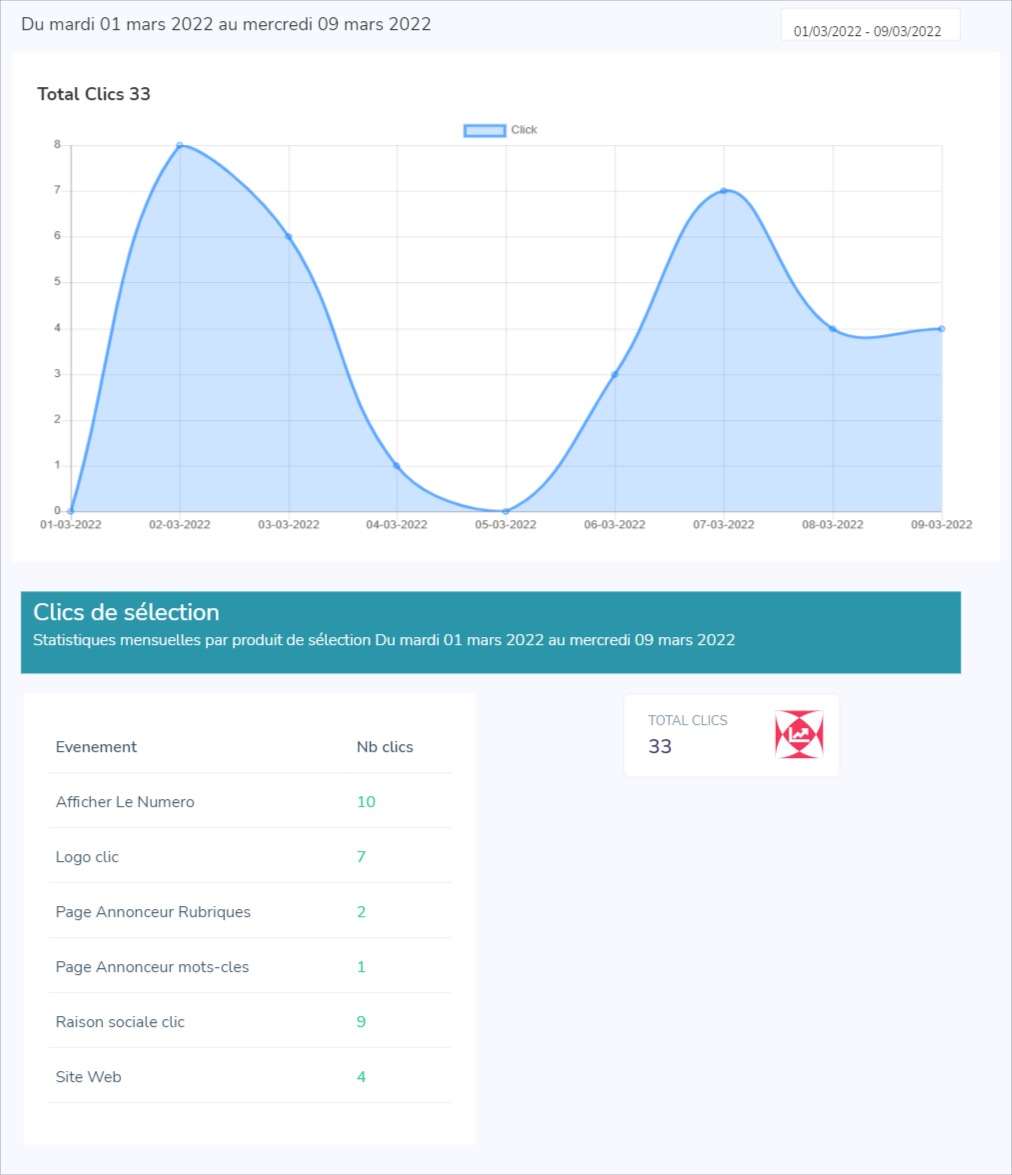 Du mardi 01 mars 2022 au mercredi 09 mars 2022
01/03/2022 - 09/03/2022
Total Clics 33
Click
8
7
6
5
4
3
2
1
0
01-03-2022 02-03-2022 03-03-2022 04-03-2022 05-03-2022 06-03-2022 07-03-2022 08-03-2022 09-03-2022
Clics de sélection
Statistiques mensuelles par produit de sélection Du mardi 01 mars 2022 au mercredi 09 mars 2022
Evenement Nb clics
Afficher Le Numero 10
Logo clic 7
Page Annonceur Rubriques 2
Page Annonceur mots-cles 1
Raison sociale clic 9
Site Web 4
TOTAL CLICS
33